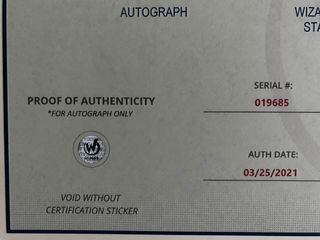 AUTOGRAPH
WIZA
STA
SERIAL #:
PROOF OF AUTHENTICITY
019685
*FOR AUTOGRAPH ONLY
AUTH DATE:
03/25/2021
VOID WITHOUT
CERTIFICATION STICKER